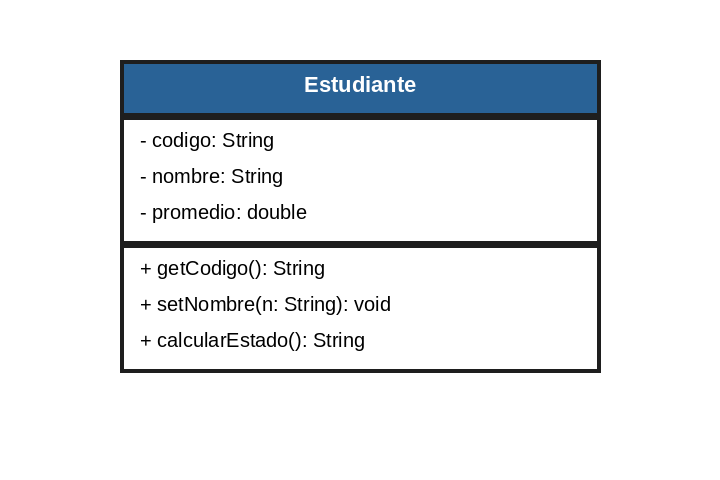 Estudiante
- codigo: String
- nombre: String
- promedio: double
+ getCodigo(): String
+ setNombre(n: String): void
+ calcularEstado(): String